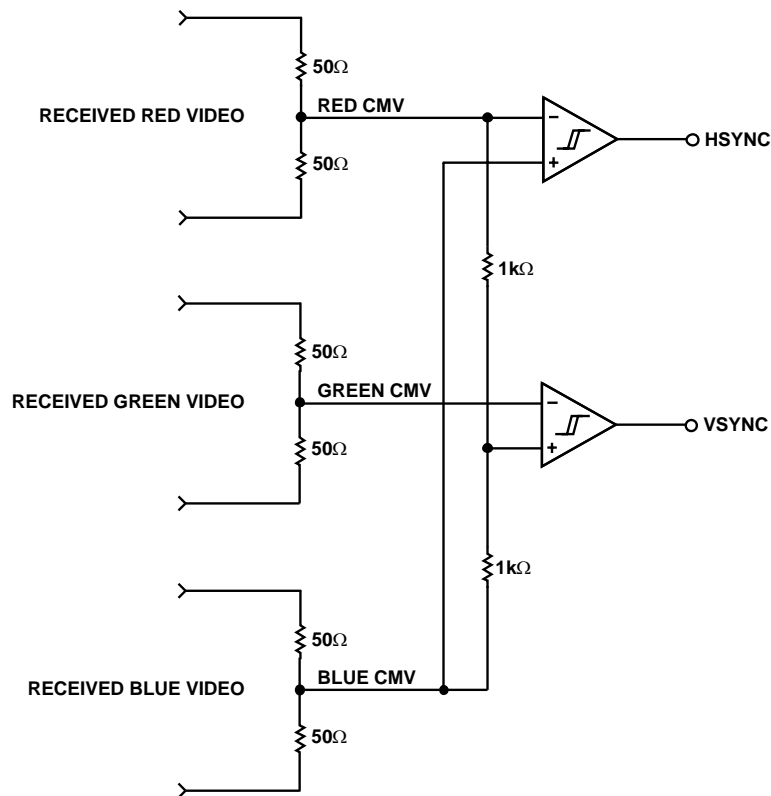 50Ω
RED CMV
RECEIVED RED VIDEO
50Ω
−
+
HSYNC
1kΩ
50Ω
GREEN CMV
RECEIVED GREEN VIDEO
50Ω
−
+
VSYNC
1kΩ
50Ω
BLUE CMV
RECEIVED BLUE VIDEO
50Ω